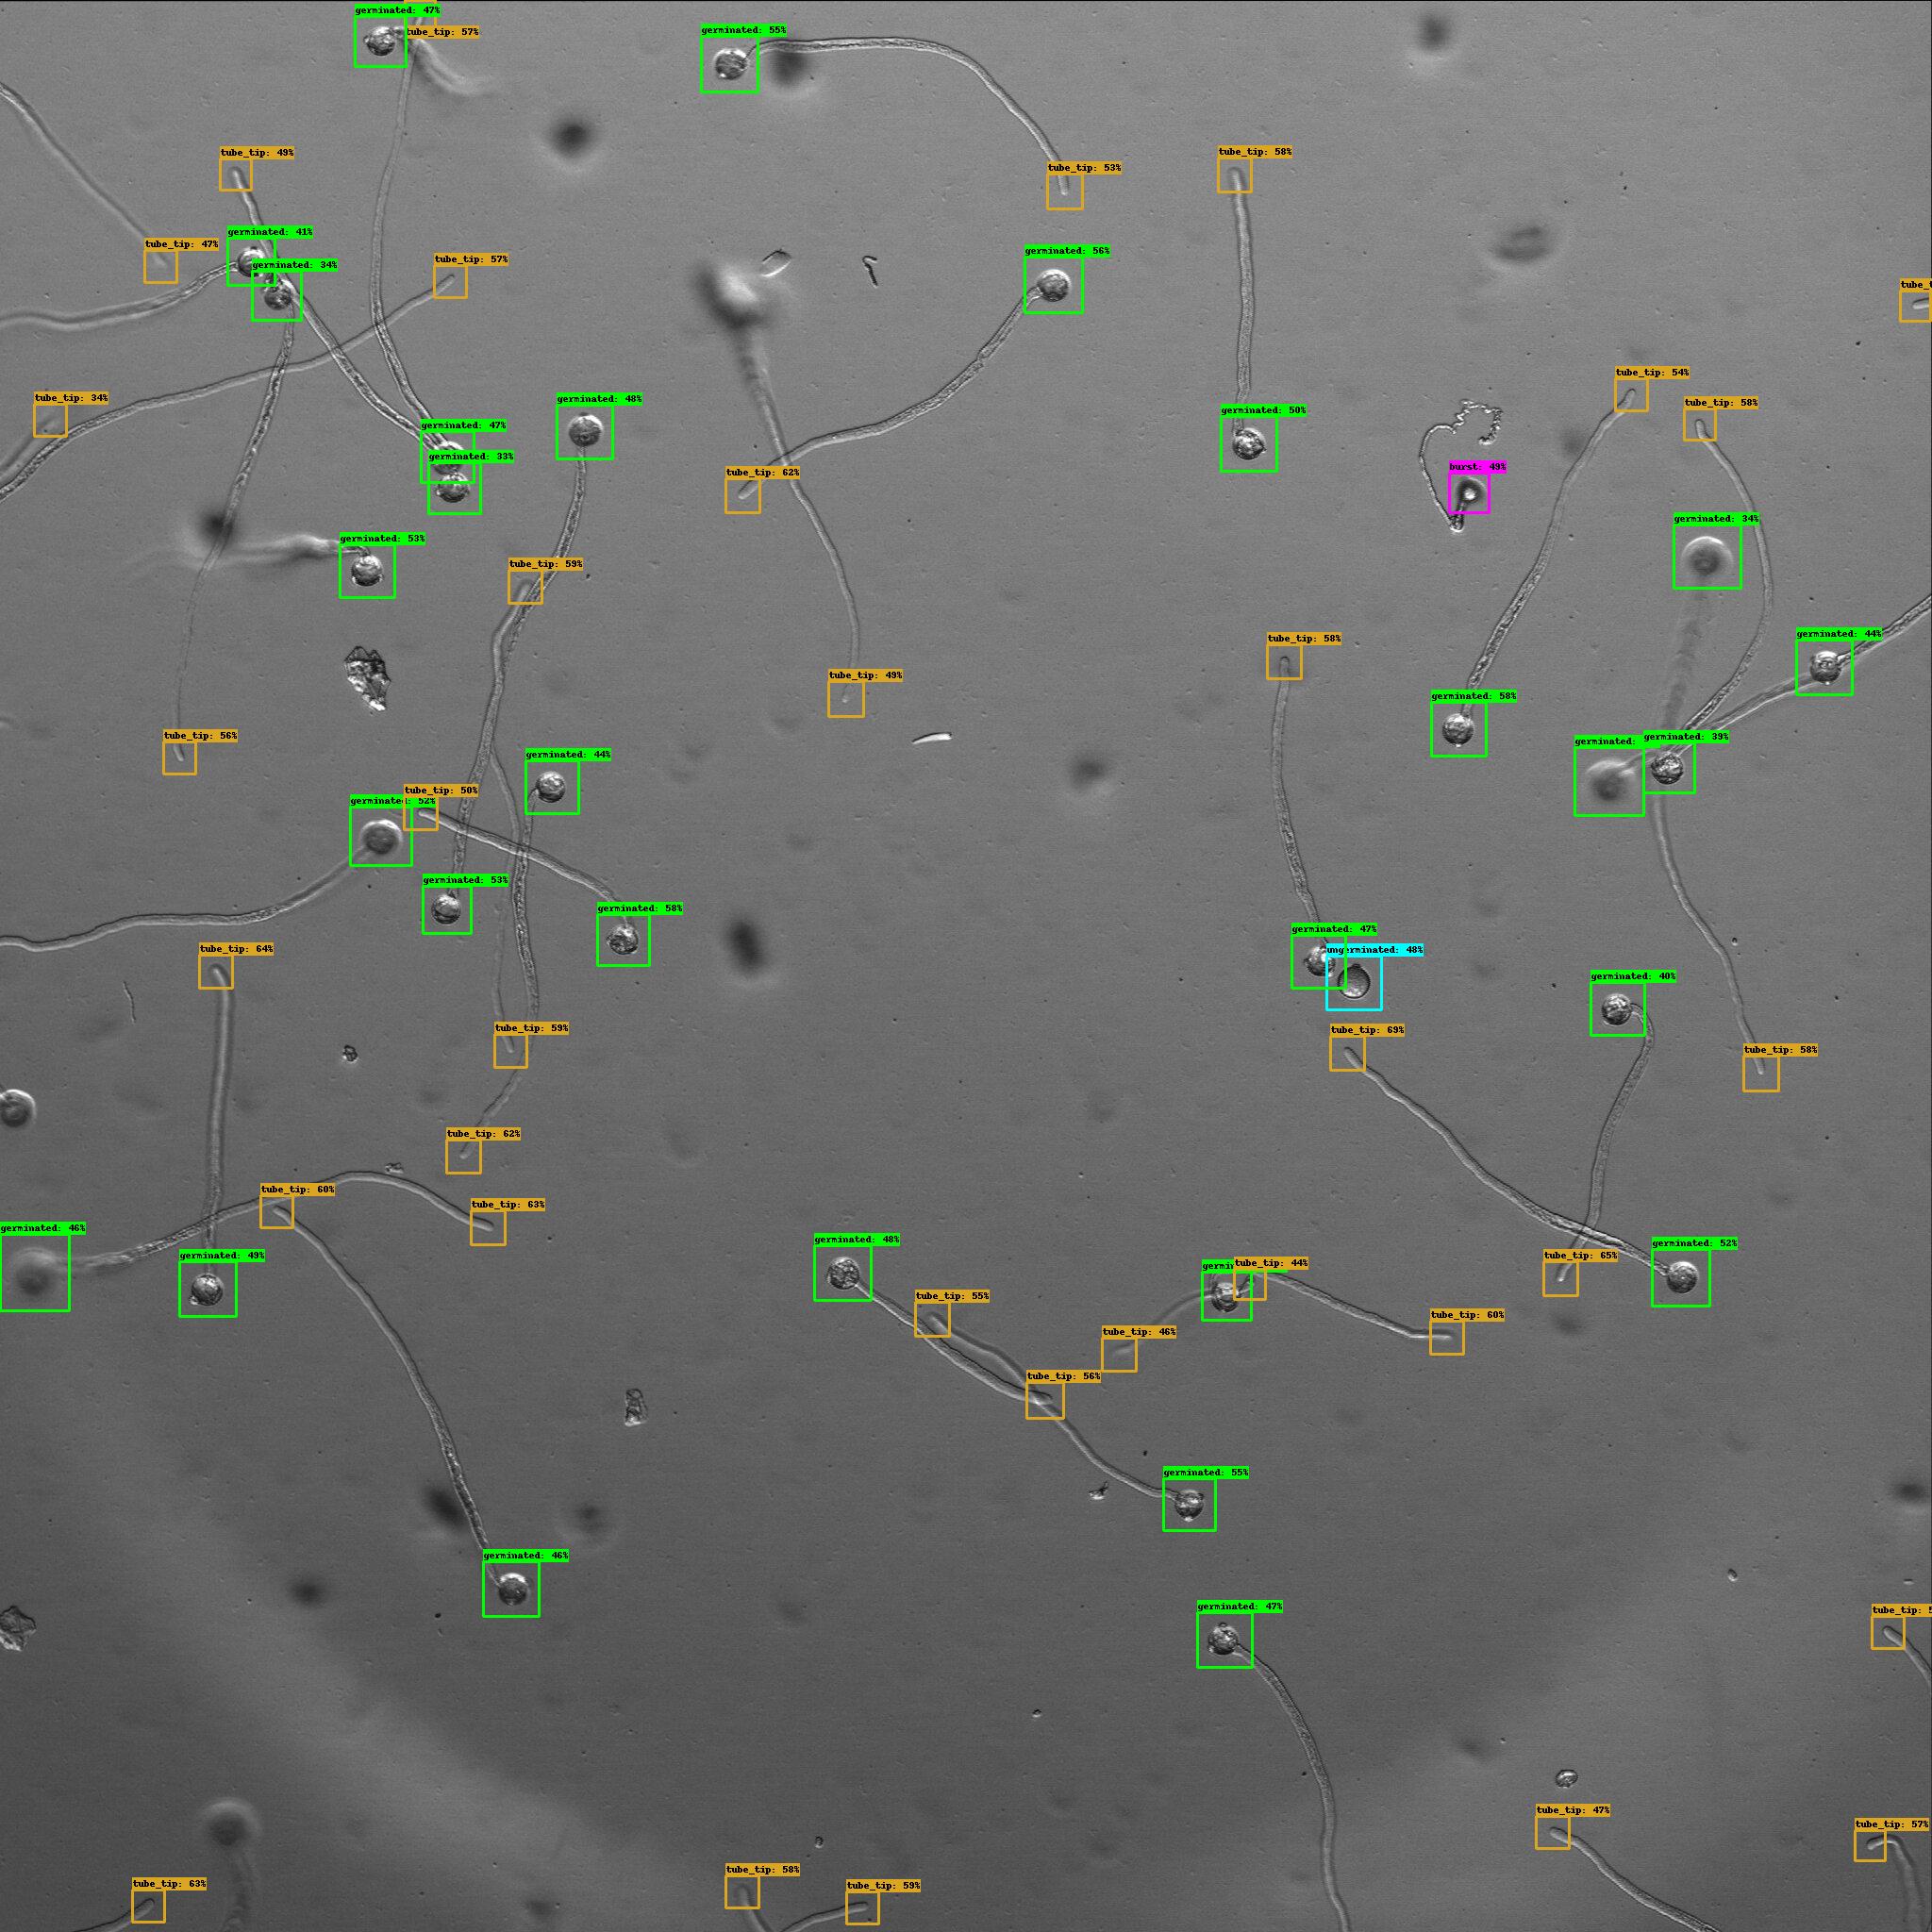 germinated: 47%
tube_tip: 57%
germinated: 55%
tube_tip: 49%
tube_tip: 53%
tube_tip: 58%
germinated: 41%
tube_tip: 47%
germinated: 34%
tube_tip: 57%
germinated: 56%
tube_tip: 34%
germinated: 47%
germinated: 48%
germinated: 33%
tube_tip: 62%
germinated: 50%
tube_tip: 54%
tube_tip: 58%
burst: 49%
germinated: 34%
germinated: 53%
tube_tip: 59%
tube_tip: 58%
germinated: 44%
tube_tip: 49%
germinated: 58%
tube_tip: 56%
germinated: 44%
germinated
germinated: 39%
tube_tip: 50%
germinated: 52%
germinated: 53%
germinated: 58%
tube_tip: 64%
germinated: 47%
ungerminated: 48%
germinated: 40%
tube_tip: 59%
tube_tip: 69%
tube_tip: 58%
tube_tip: 62%
tube_tip: 60%
tube_tip: 63%
germinated: 46%
germinated: 49%
germinated: 48%
tube_tip: 44%
tube_tip: 65%
germinated: 52%
tube_tip: 55%
tube_tip: 46%
tube_tip: 60%
tube_tip: 56%
germinated: 55%
germinated: 46%
germinated: 47%
tube_tip: 47%
tube_tip: 57%
tube_tip: 58%
tube_tip: 63%
tube_tip: 59%